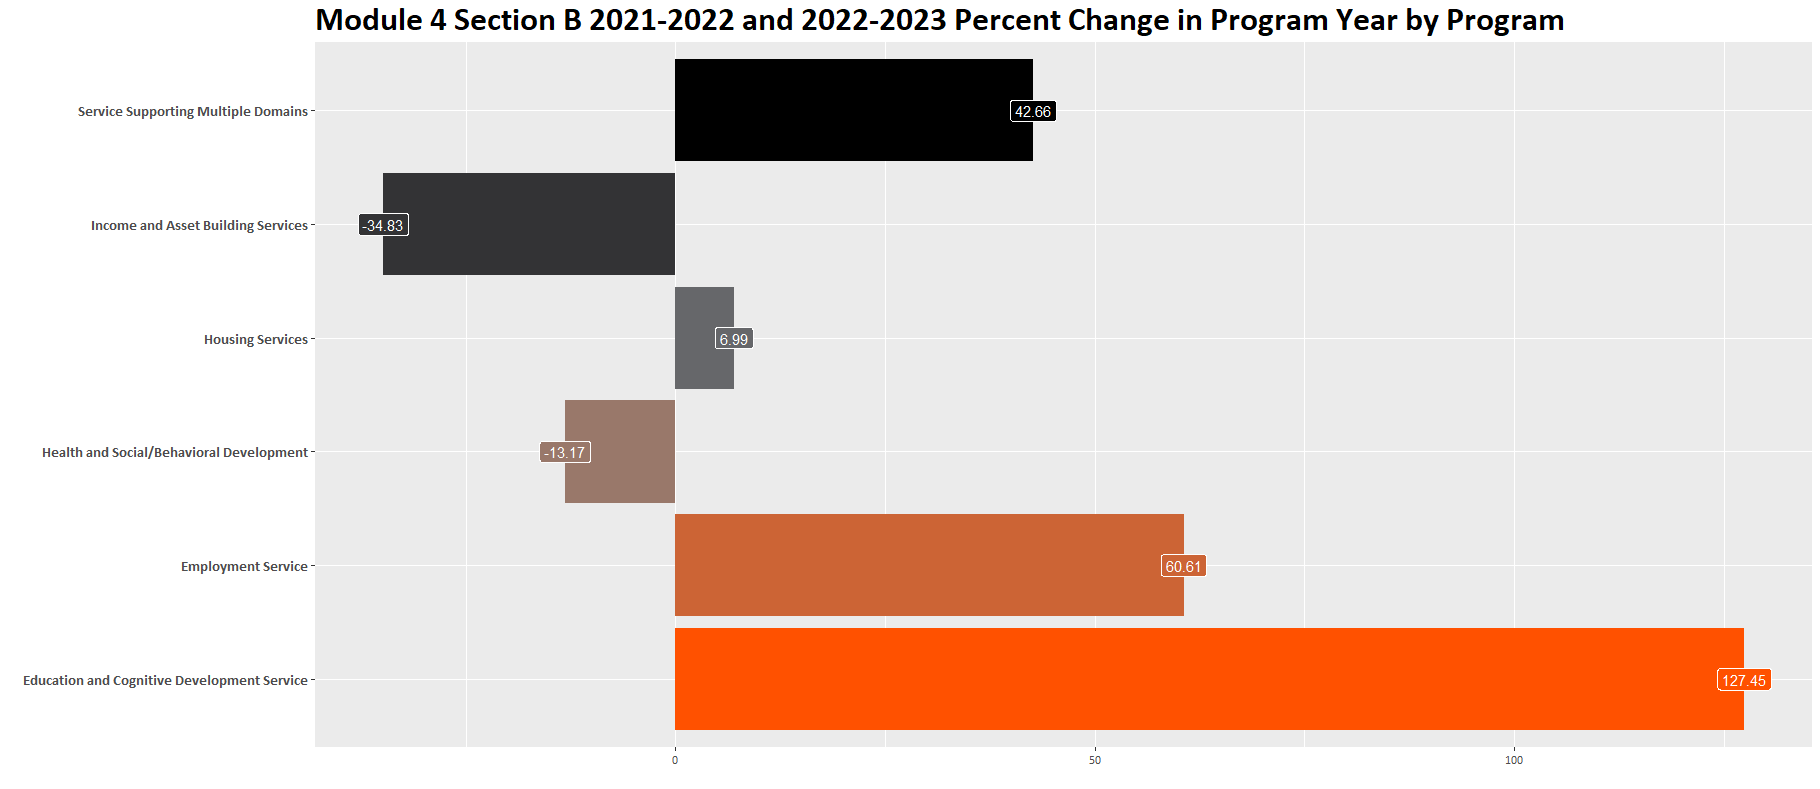 Module 4 Section B 2021-2022 and 2022-2023 Percent Change in Program Year by Program
Service Supporting Multiple Domains
42.66
Income and Asset Building Services
-34.83
Housing Services
6.99
Health and Social/Behavioral Development
-13.17
Employment Service
60.61
Education and Cognitive Development Service
127.45
0
50
100